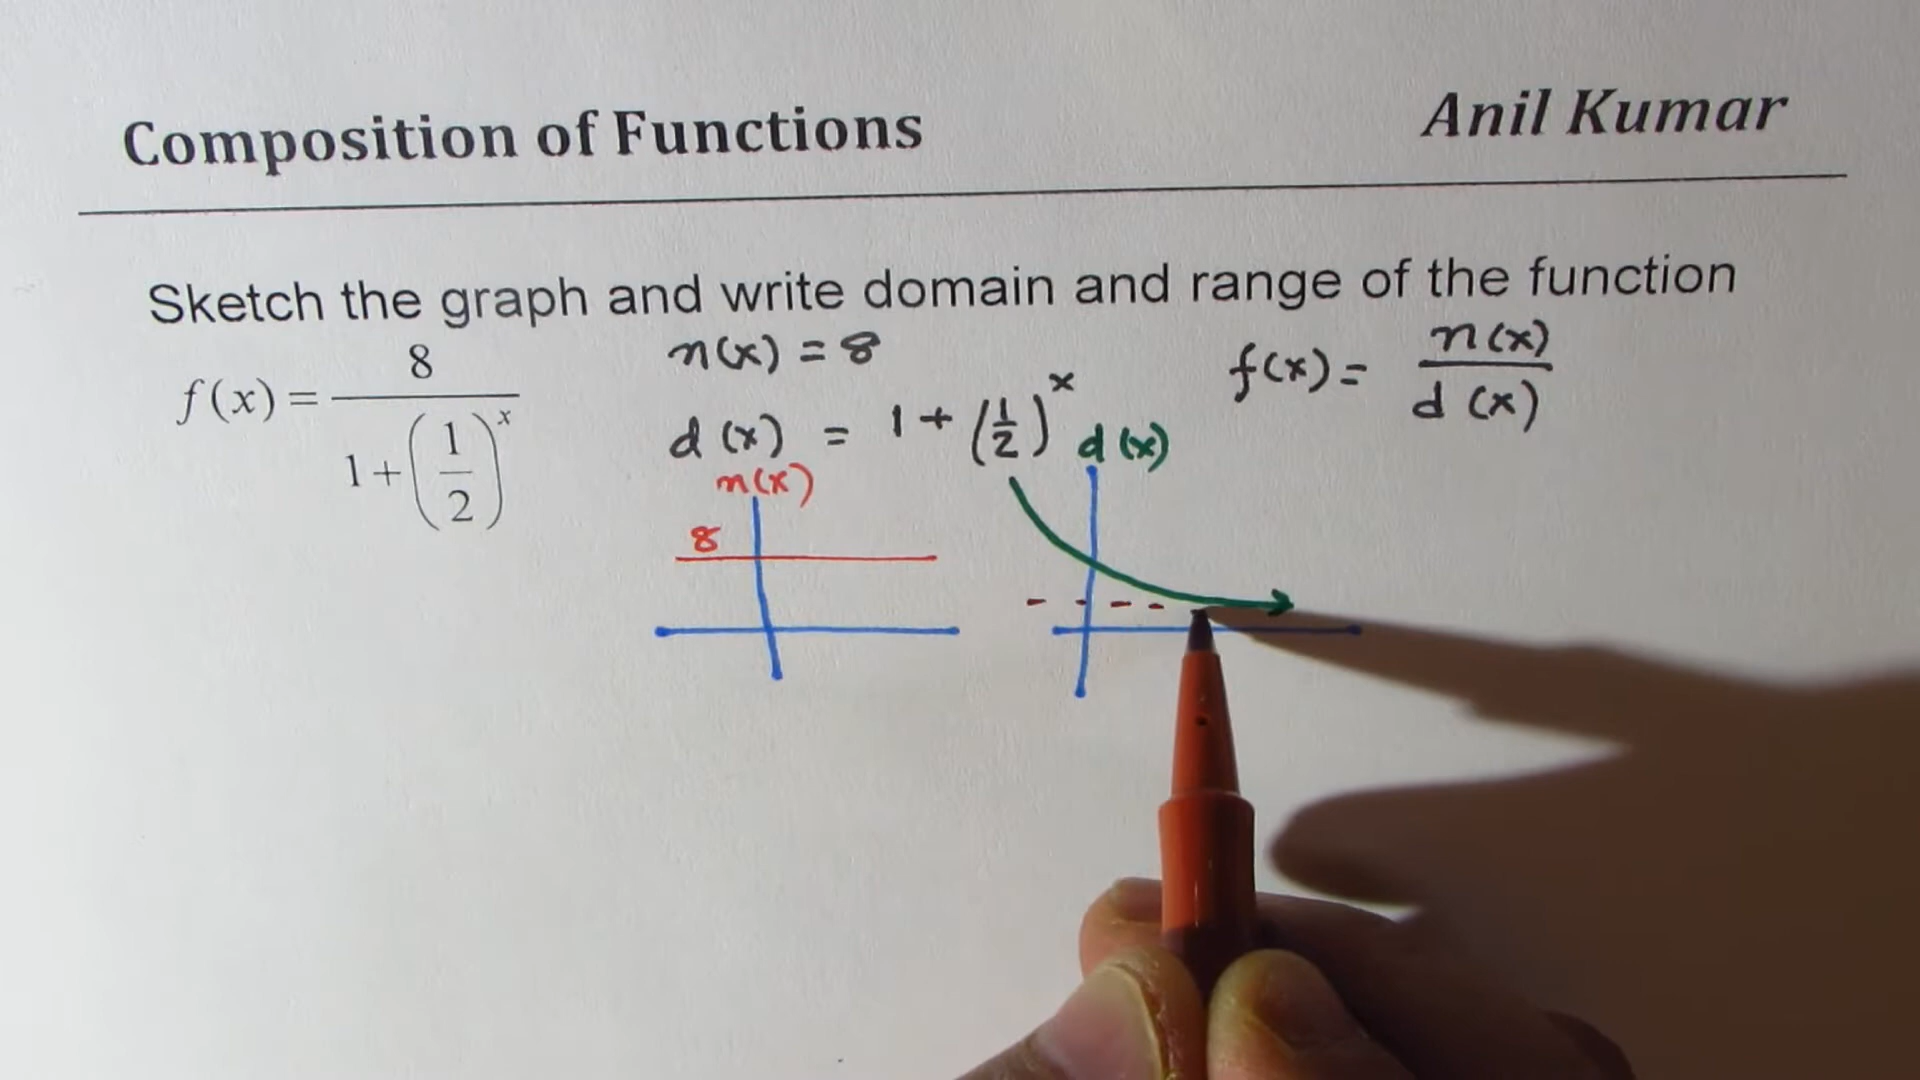 Composition of Functions
Anil Kumar
Sketch the graph and write domain and range of the function
f(x) = 8 / (1 + (1/2)^x)
n(x) = 8
d(x) = 1 + (1/2)^x
f(x) = n(x) / d(x)
n(x)
8
d(x)